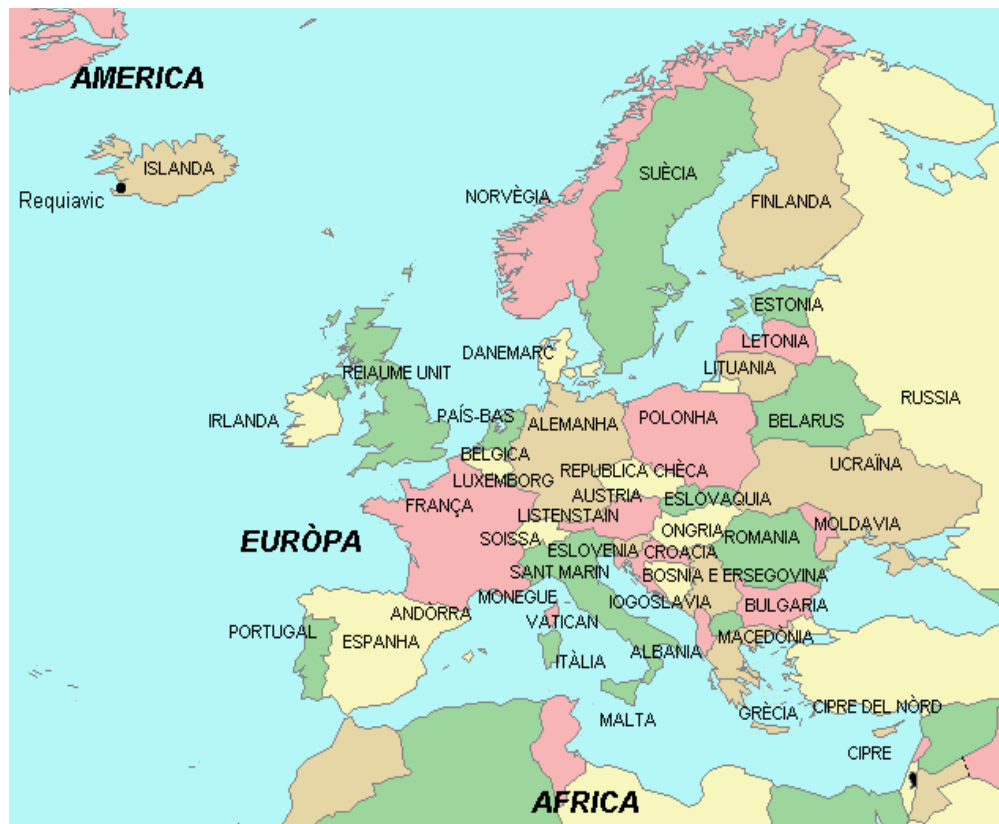 AMERICA
ISLANDA
Requiavic
SUÈCIA
NORVÈGIA
FINLANDA
ESTONIA
LETONIA
DANEMARC
LITUANIA
REIAUME UNIT
RUSSIA
IRLANDA
PAÍS-BAS
ALEMANHA
POLONHA
BELARUS
BÈLGICA
UCRAÏNA
REPUBLICA CHÈCA
LUXEMBORG
AUSTRIA
ESLOVAQUIA
FRANÇA
LISTENSTAIN
MOLDAVIA
ONGRIA
ROMANIA
EURÒPA
SOISSA
ESLOVENIA
CROACIA
SANT MARIN
BOSNIA E ERSEGOVINA
MONEGUE
IOGOSLAVIA
BULGARIA
ANDÒRRA
VATICAN
PORTUGAL
ESPANHA
MACEDÒNIA
ALBANIA
ITÀLIA
CIPRE DEL NÒRD
GRÈCIA
MALTA
CIPRE
AFRICA